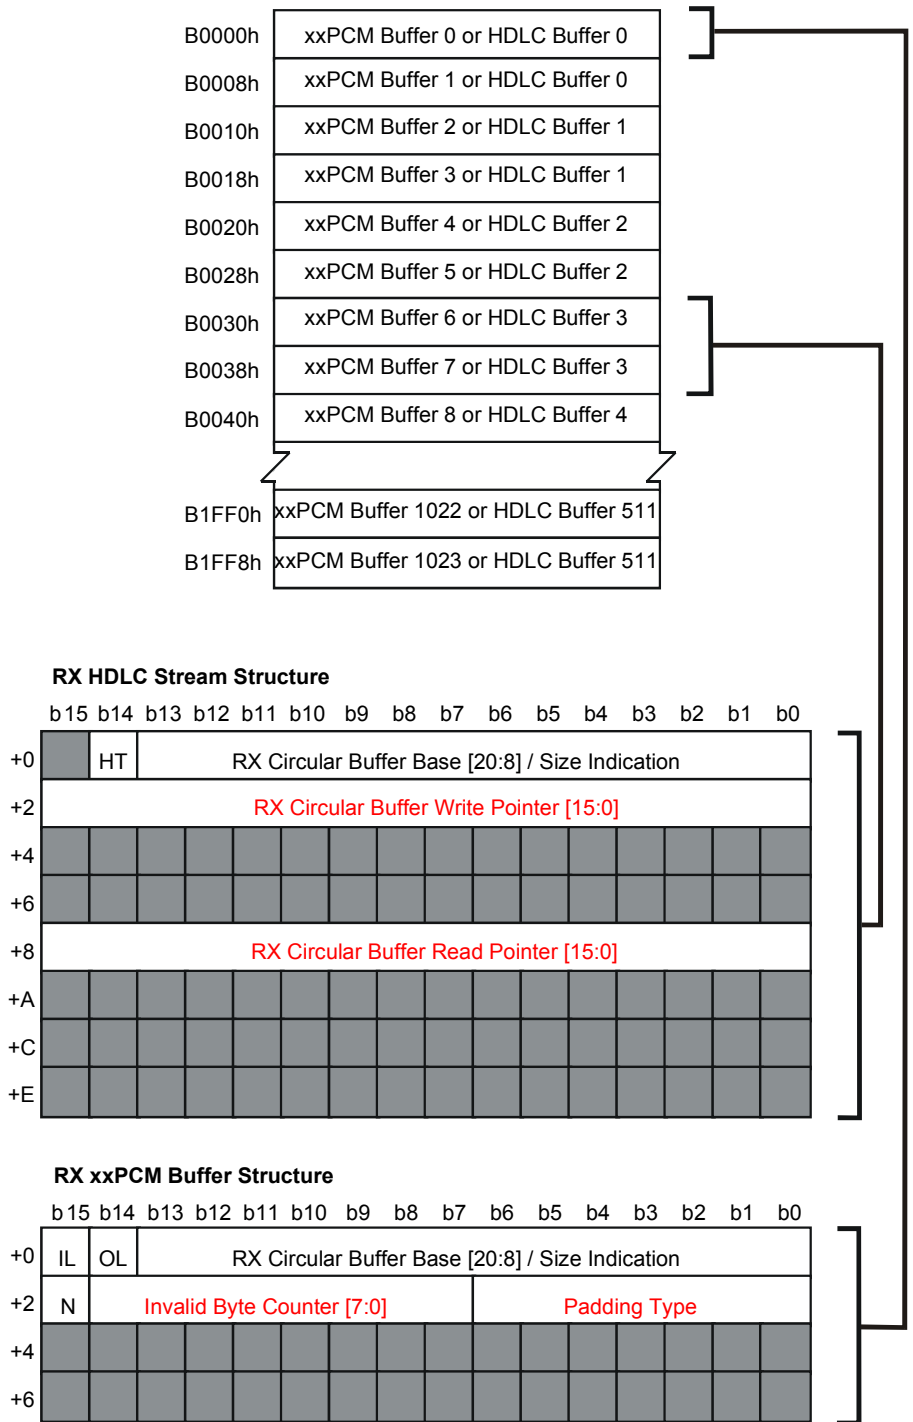 B0000h xxPCM Buffer 0 or HDLC Buffer 0
B0008h xxPCM Buffer 1 or HDLC Buffer 0
B0010h xxPCM Buffer 2 or HDLC Buffer 1
B0018h xxPCM Buffer 3 or HDLC Buffer 1
B0020h xxPCM Buffer 4 or HDLC Buffer 2
B0028h xxPCM Buffer 5 or HDLC Buffer 2
B0030h xxPCM Buffer 6 or HDLC Buffer 3
B0038h xxPCM Buffer 7 or HDLC Buffer 3
B0040h xxPCM Buffer 8 or HDLC Buffer 4
B1FF0h xxPCM Buffer 1022 or HDLC Buffer 511
B1FF8h xxPCM Buffer 1023 or HDLC Buffer 511
RX HDLC Stream Structure
b15 b14 b13 b12 b11 b10 b9 b8 b7 b6 b5 b4 b3 b2 b1 b0
+0 HT RX Circular Buffer Base [20:8] / Size Indication
+2 RX Circular Buffer Write Pointer [15:0]
+4
+6
+8 RX Circular Buffer Read Pointer [15:0]
+A
+C
+E
RX xxPCM Buffer Structure
b15 b14 b13 b12 b11 b10 b9 b8 b7 b6 b5 b4 b3 b2 b1 b0
+0 IL OL RX Circular Buffer Base [20:8] / Size Indication
+2 N Invalid Byte Counter [7:0] Padding Type
+4
+6